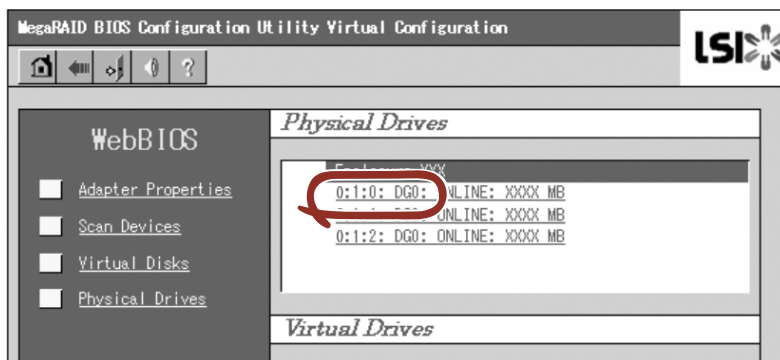 MegaRAID BIOS Configuration Utility Virtual Configuration
LSI
?
WebBIOS
Adapter Properties
Scan Devices
Virtual Disks
Physical Drives
Physical Drives
XXX
0:1:0: DG0: ONLINE: XXXX MB
ONLINE: XXXX MB
0:1:2: DG0: ONLINE: XXXX MB
Virtual Drives